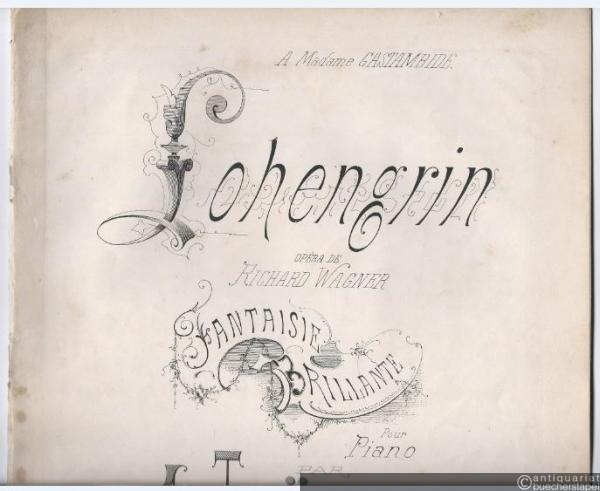 A Madame GASTAMBIDE.
Lohengrin
OPÉRA DE
RICHARD WAGNER
FANTAISIE
BRILLANTE
Pour
Piano
PAR
antiquariat
buecherstapel